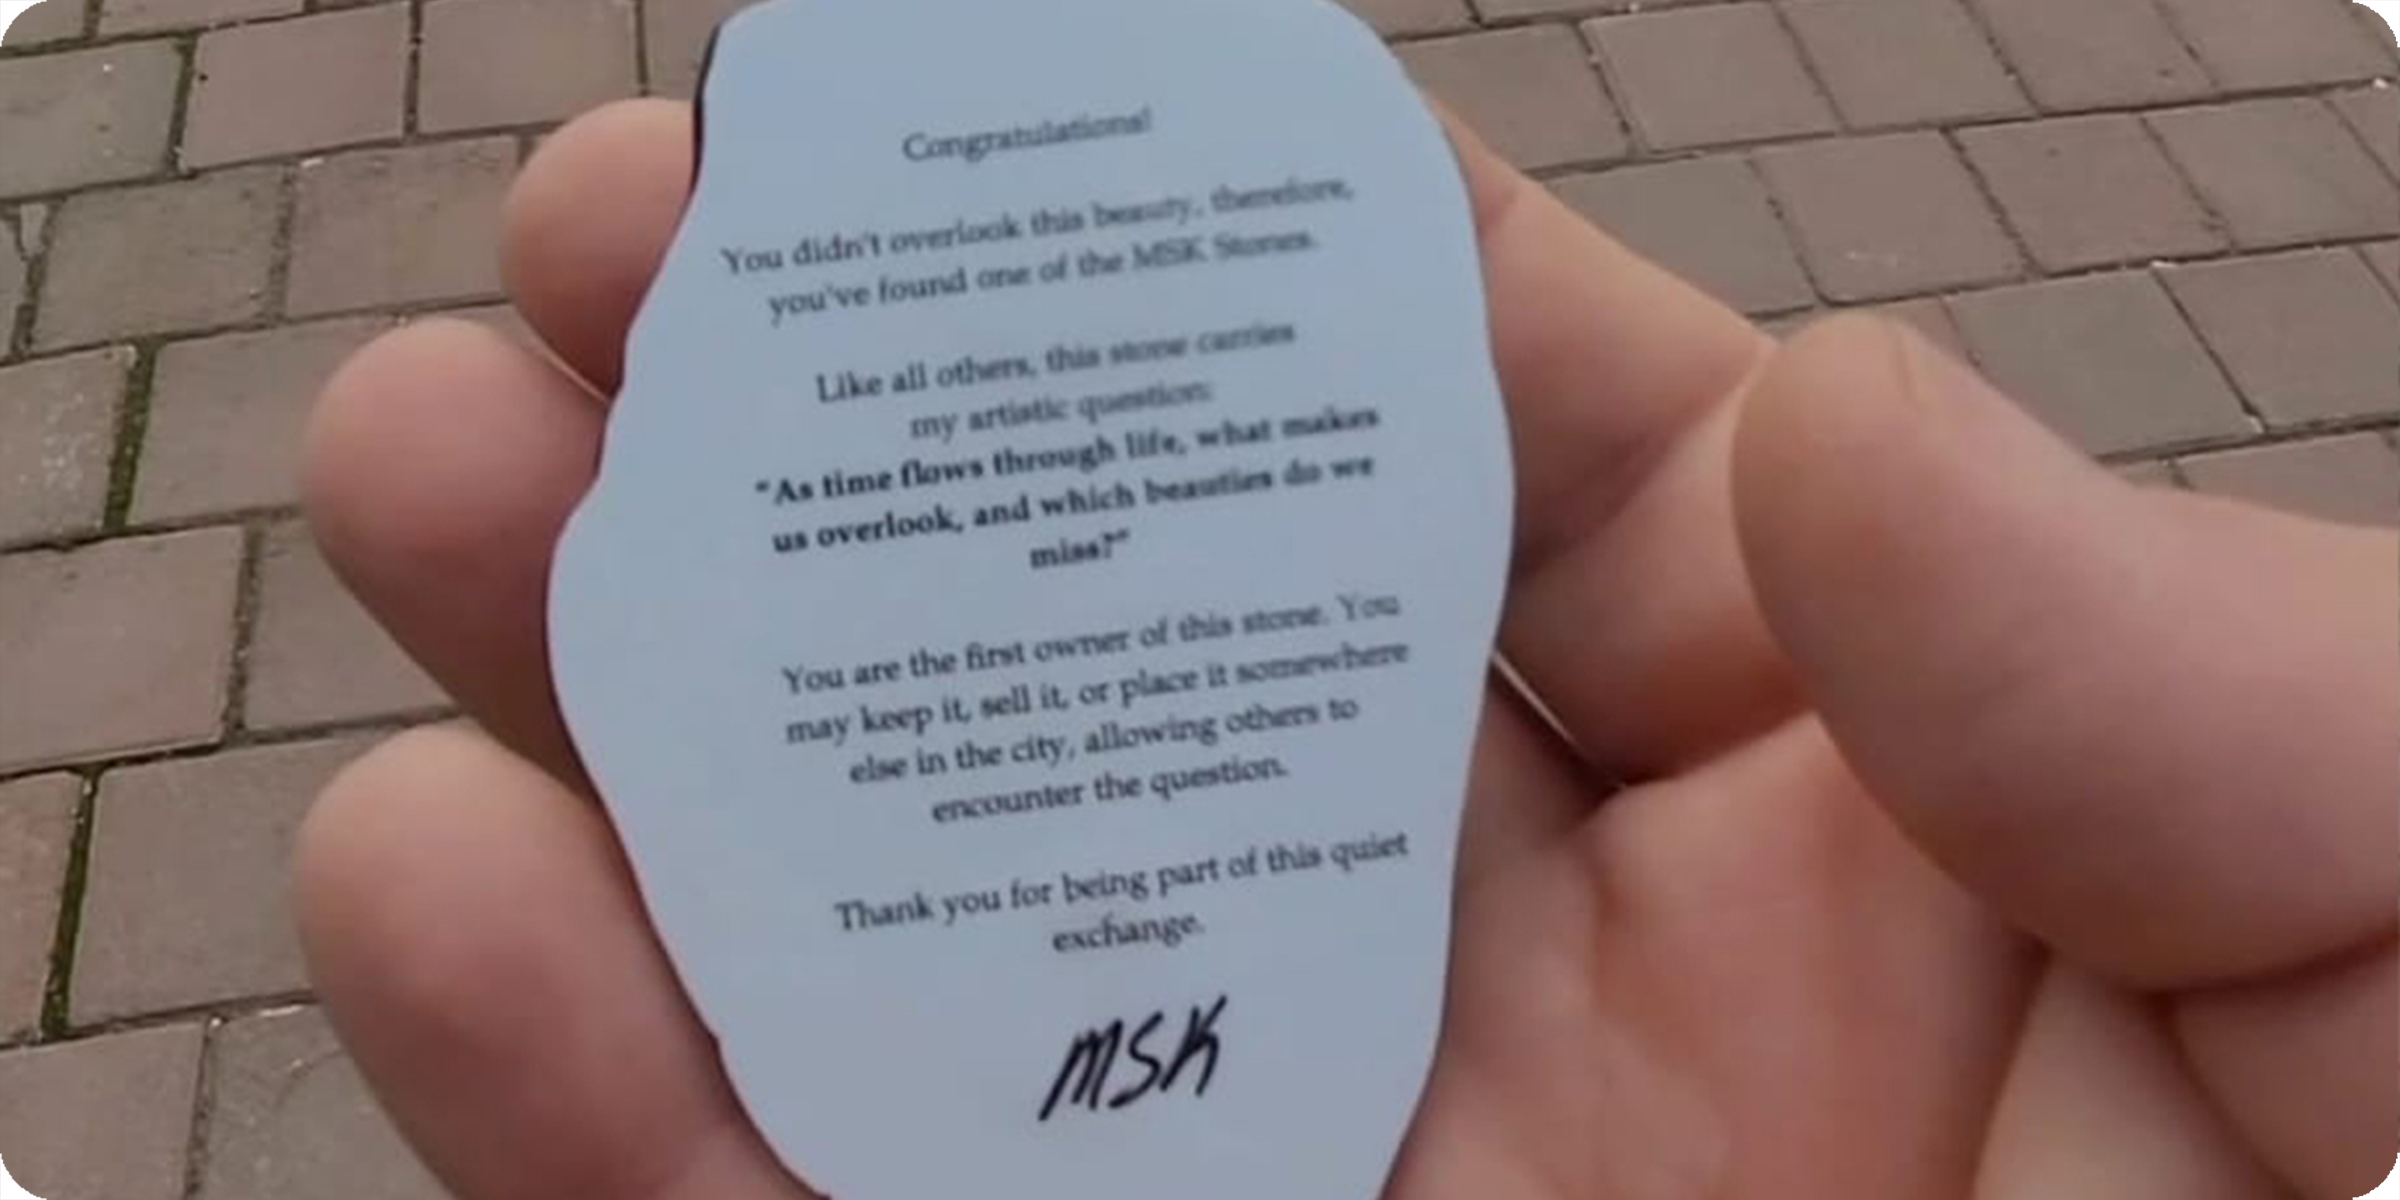 Congratulations!
You didn't overlook this beauty, therefore,
you've found one of the MSK Stones.
Like all others, this stone carries
my artistic question:
"As time flows through life, what makes
us overlook, and which beauties do we
miss?"
You are the first owner of this stone. You
may keep it, sell it, or place it somewhere
else in the city, allowing others to
encounter the question.
Thank you for being part of this quiet
exchange.
MSK